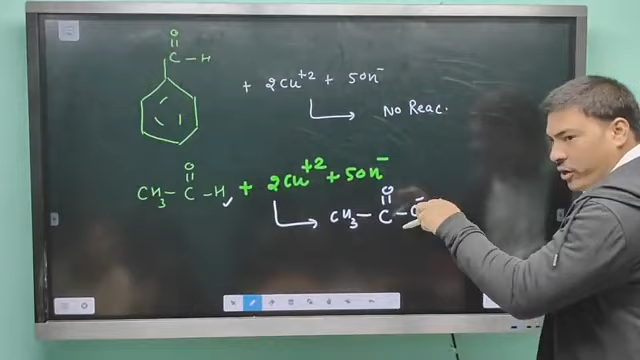 O
||
C — H
+ 2Cu⁺² + 5OH⁻
No Reac.
O
||
CH₃ — C — H + 2Cu⁺² + 5OH⁻
O
||
CH₃ — C —